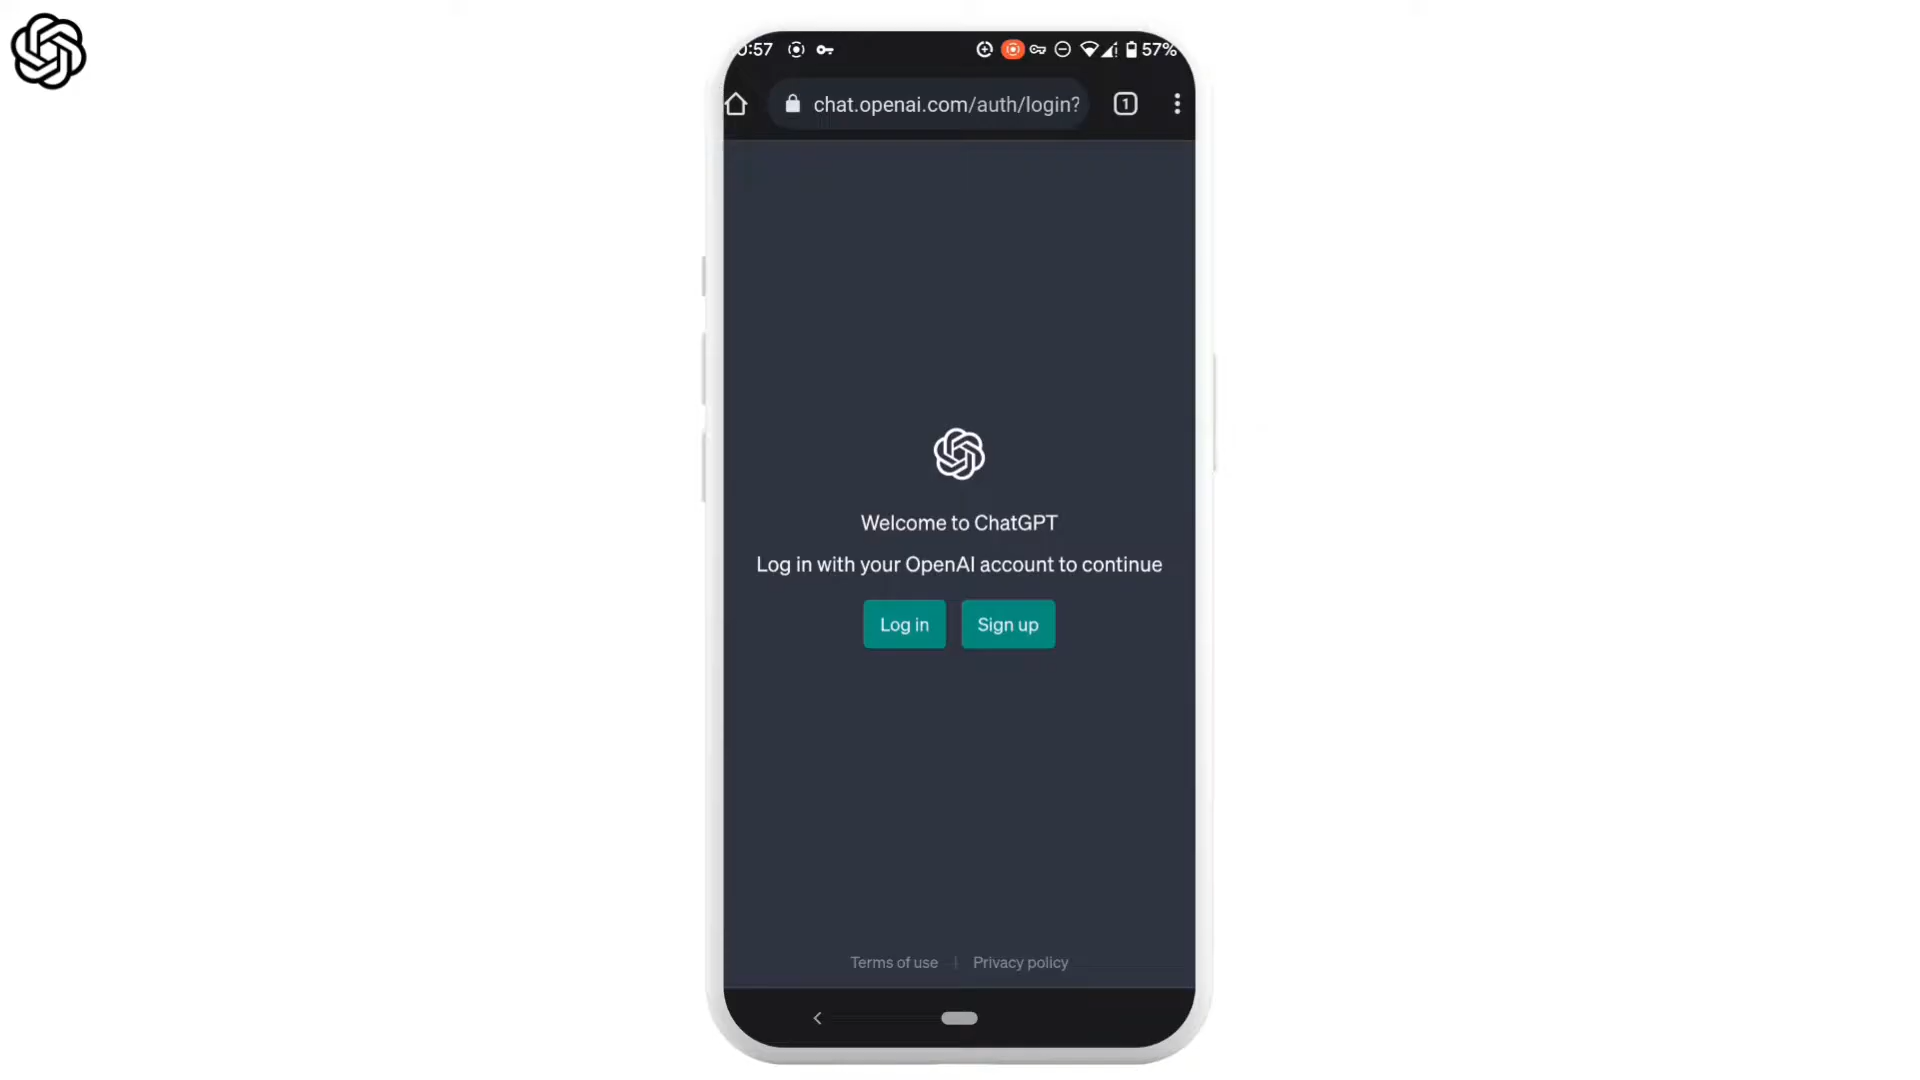 0:57 57%
chat.openai.com/auth/login? 1
Welcome to ChatGPT
Log in with your OpenAI account to continue
Log in Sign up
Terms of use | Privacy policy